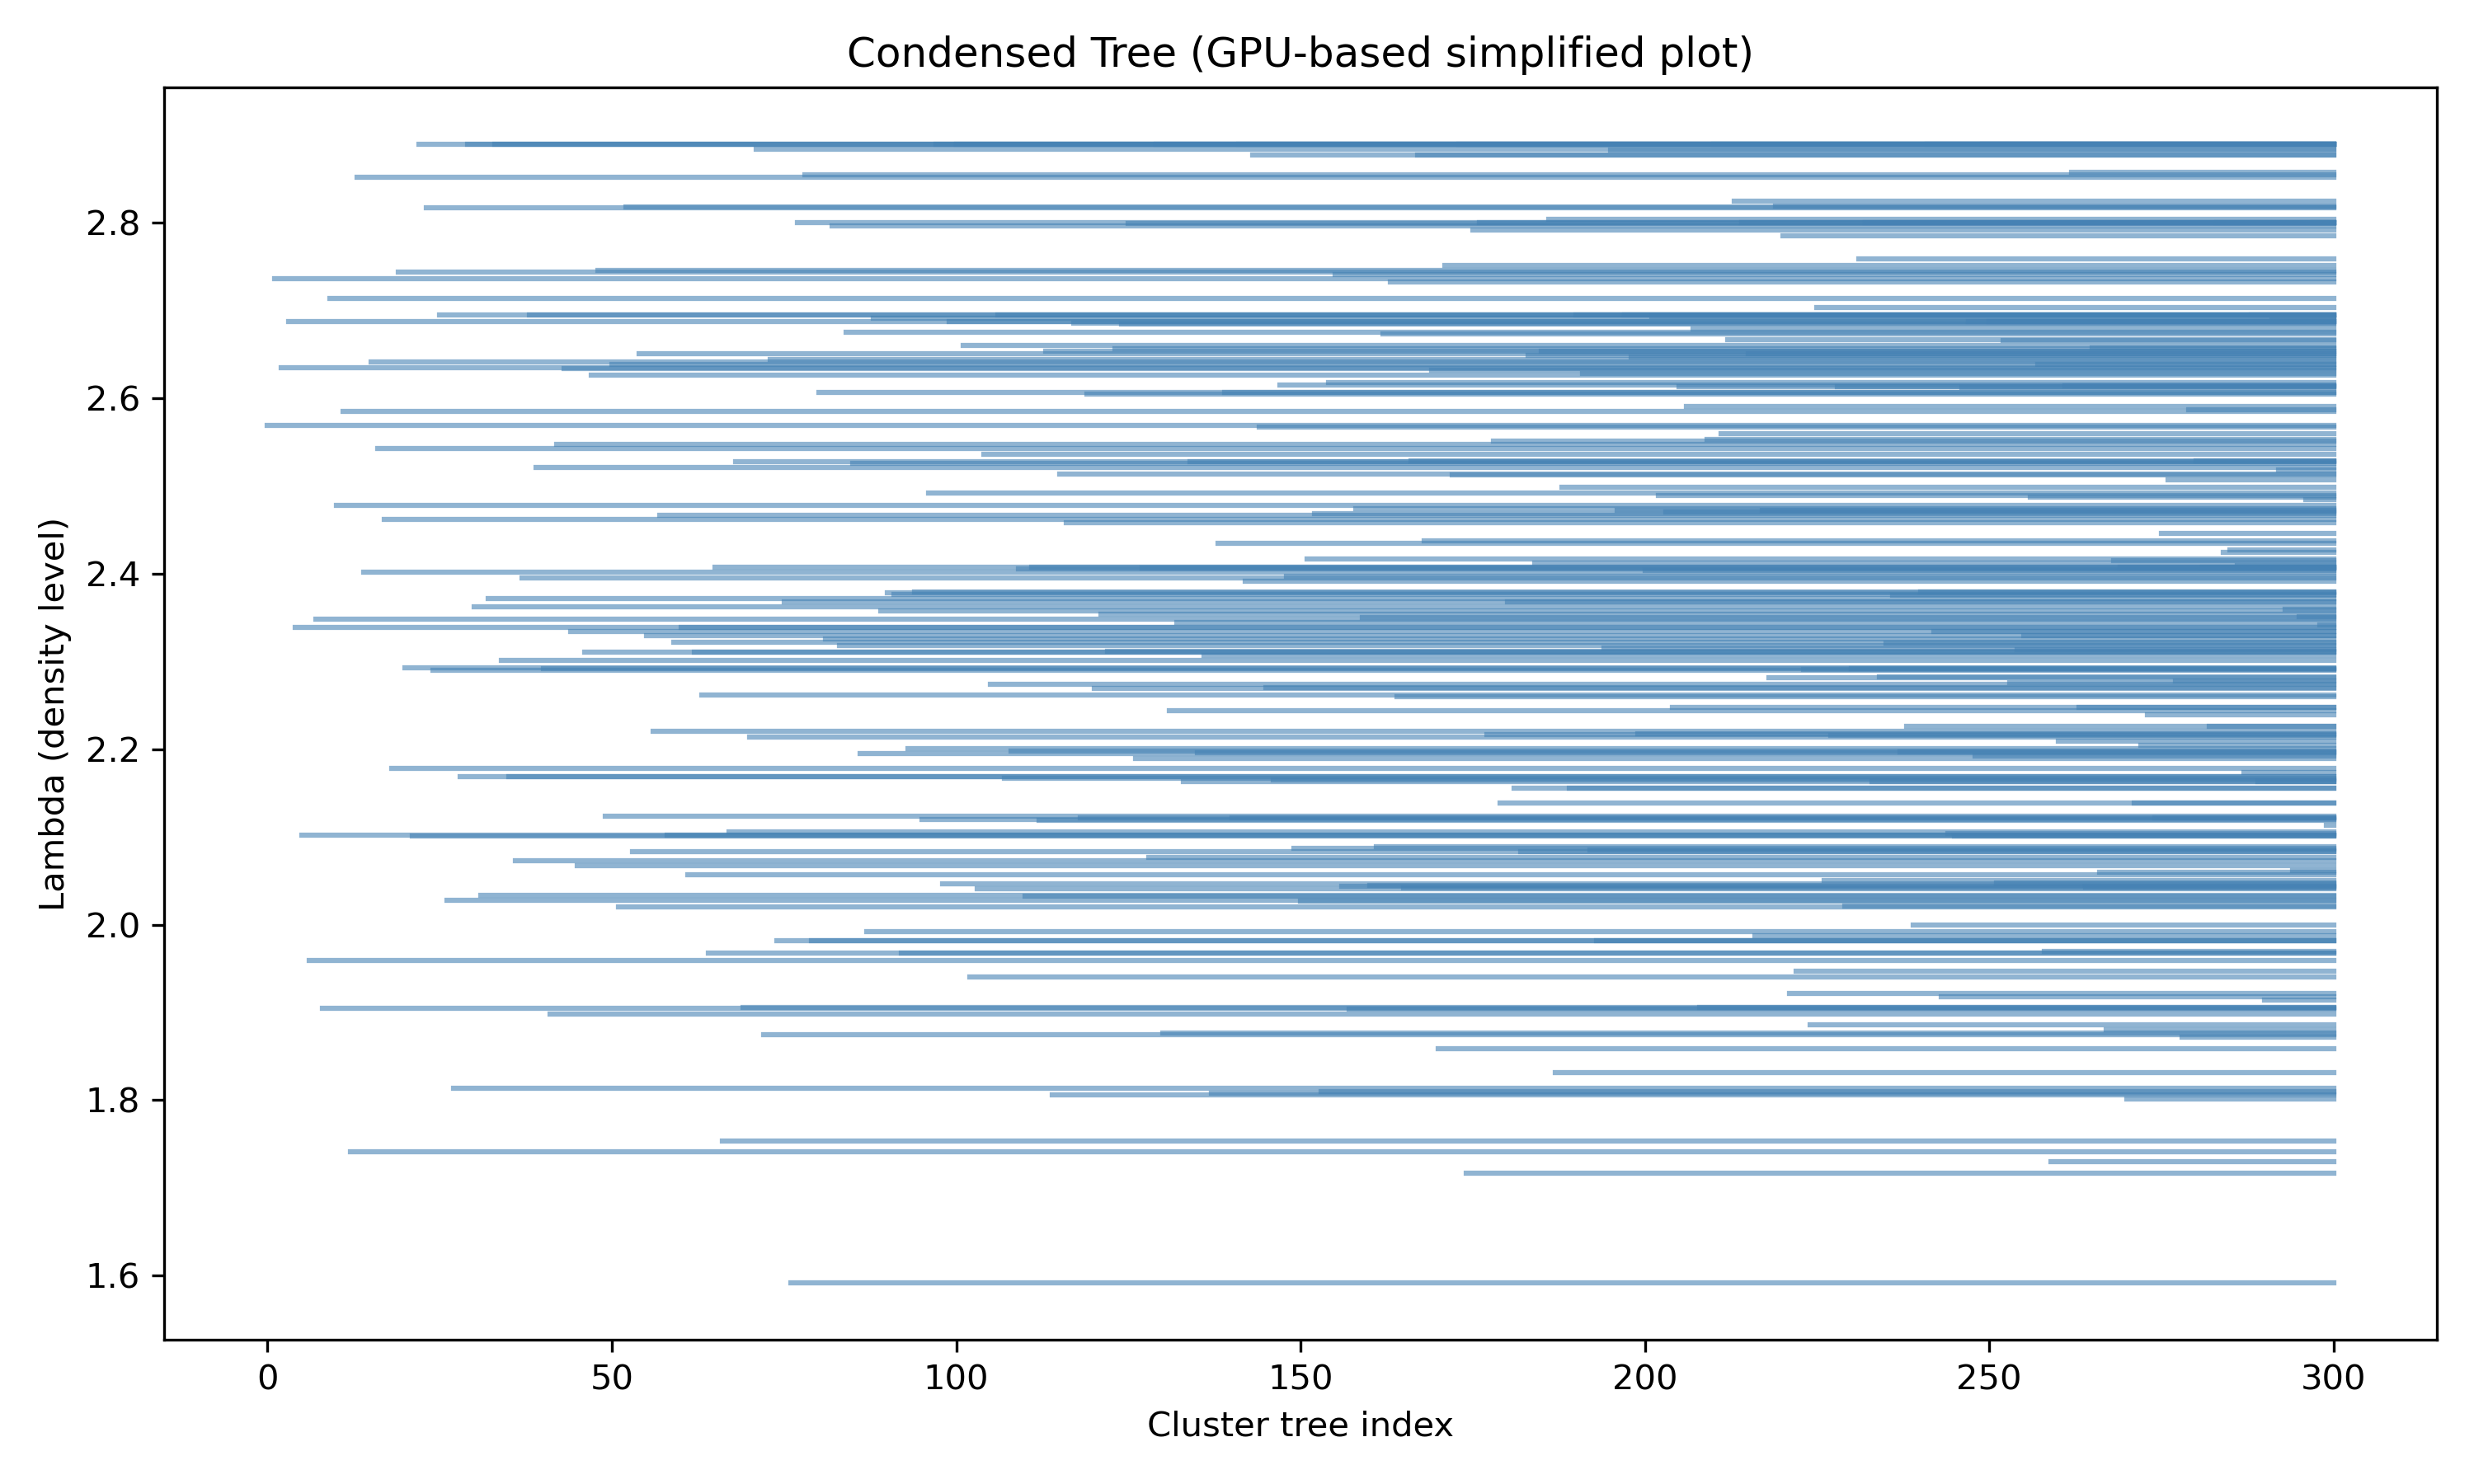 Condensed Tree (GPU-based simplified plot)
Lambda (density level)
2.8
2.6
2.4
2.2
2.0
1.8
1.6
0 50 100 150 200 250 300
Cluster tree index